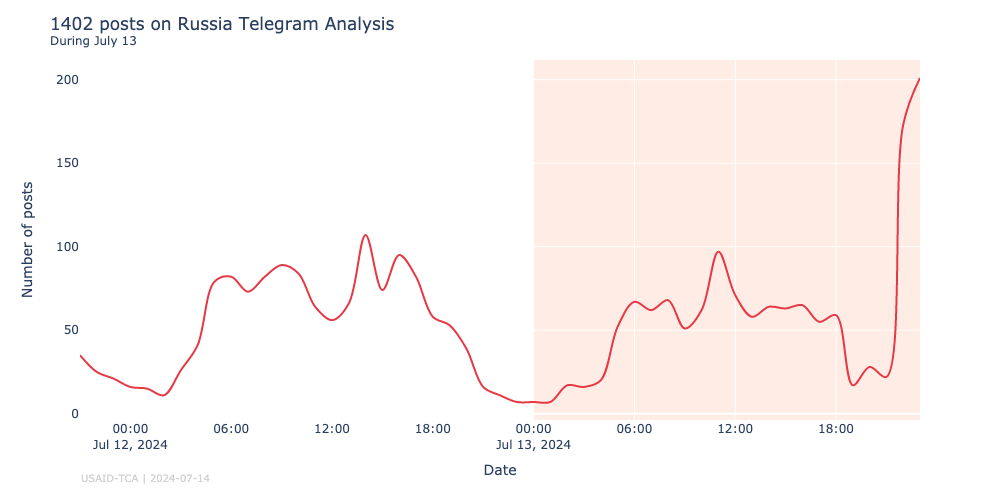 1402 posts on Russia Telegram Analysis
During July 13
Number of posts
200
150
100
50
0
00:00 06:00 12:00 18:00 00:00 06:00 12:00 18:00
Jul 12, 2024 Jul 13, 2024
Date
USAID-TCA | 2024-07-14